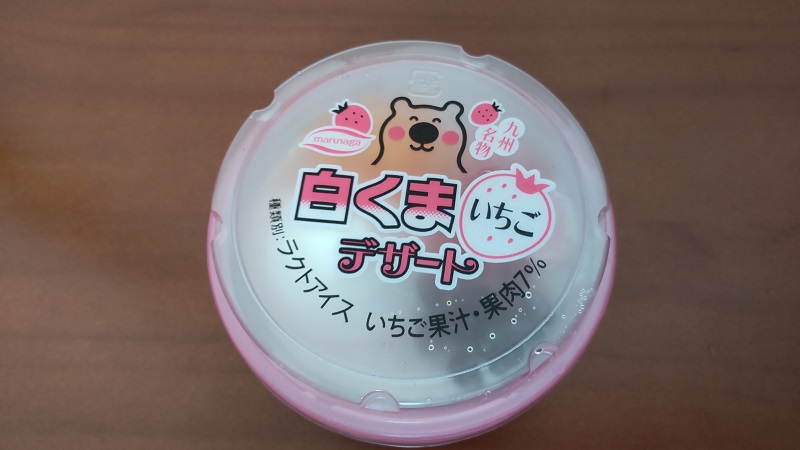 marunaga
九州
名物
白くま
いちご
デザート
種類別:ラクトアイス いちご果汁・果肉7%